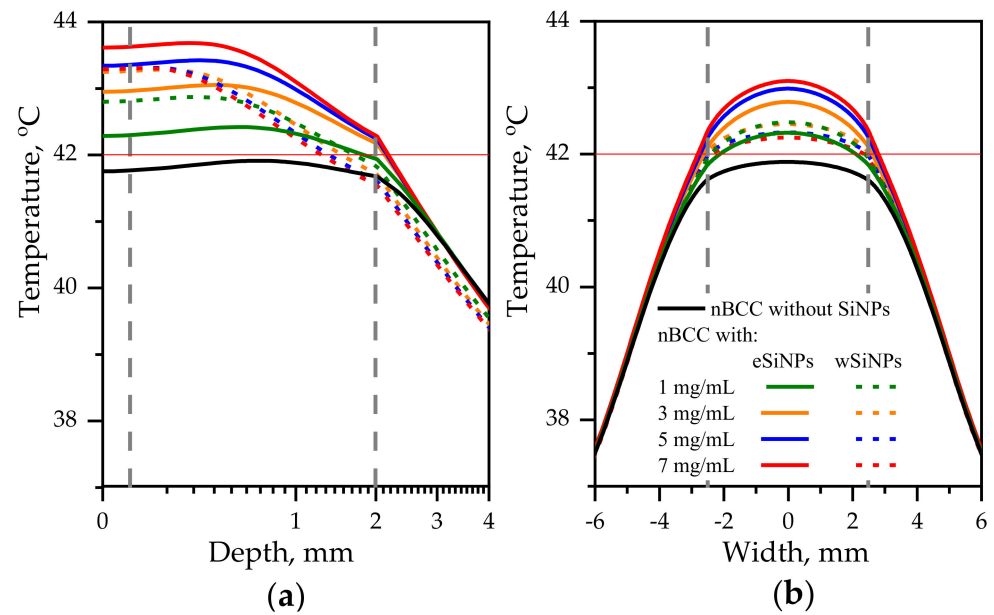 44
42
40
38
Temperature, ºC
0
1
2
3
4
Depth, mm
(a)
44
42
40
38
Temperature, ºC
nBCC without SiNPs
nBCC with:
eSiNPs wSiNPs
1 mg/mL
3 mg/mL
5 mg/mL
7 mg/mL
-6
-4
-2
0
2
4
6
Width, mm
(b)